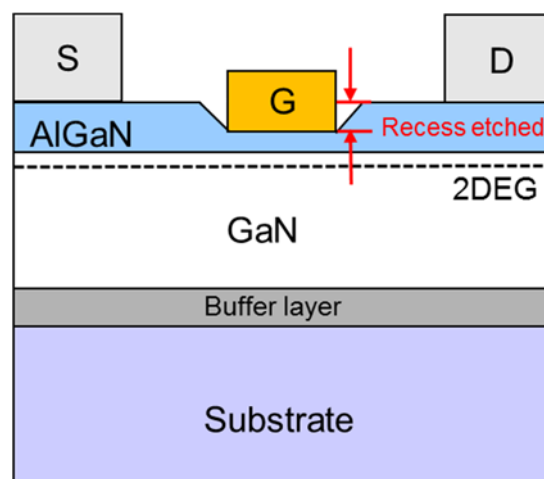 S
D
G
AlGaN
Recess etched
2DEG
GaN
Buffer layer
Substrate